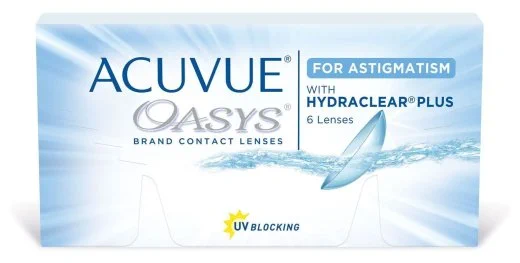 ACUVUE®
OASYS®
BRAND CONTACT LENSES
FOR ASTIGMATISM
WITH
HYDRACLEAR® PLUS
6 Lenses
UV BLOCKING